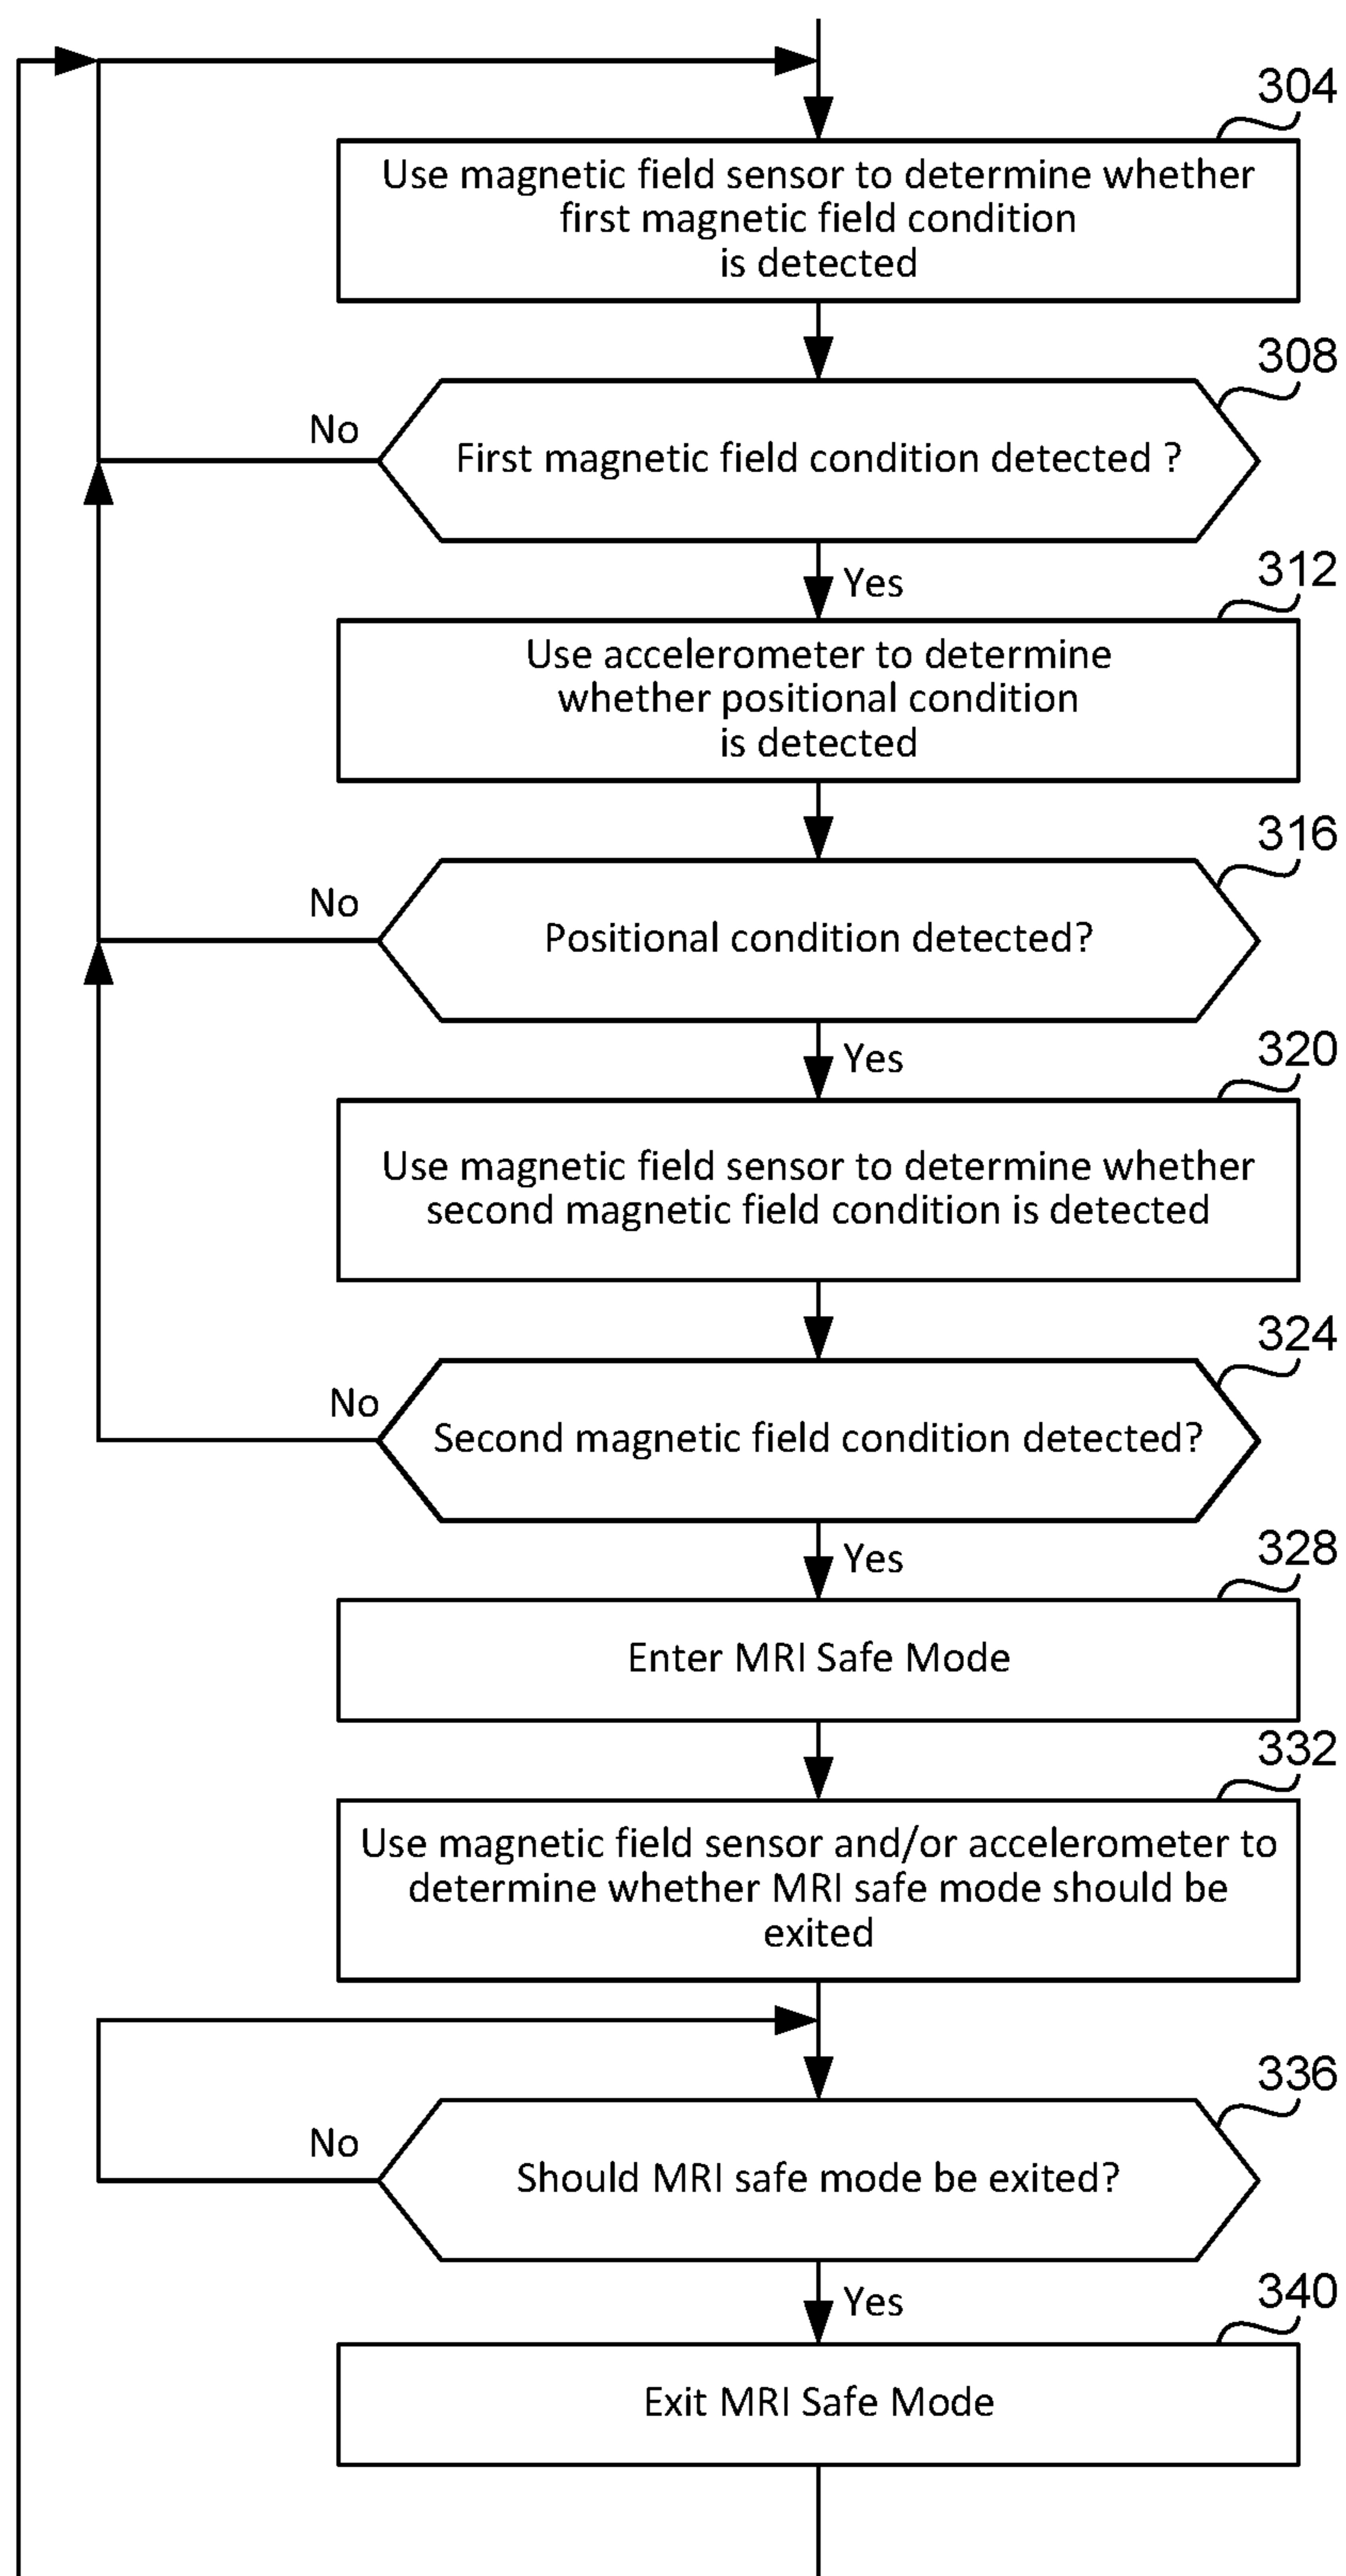 304
Use magnetic field sensor to determine whether
first magnetic field condition
is detected
308
No
First magnetic field condition detected ?
Yes
312
Use accelerometer to determine
whether positional condition
is detected
316
No
Positional condition detected?
Yes
320
Use magnetic field sensor to determine whether
second magnetic field condition is detected
324
No
Second magnetic field condition detected?
Yes
328
Enter MRI Safe Mode
332
Use magnetic field sensor and/or accelerometer to
determine whether MRI safe mode should be
exited
336
No
Should MRI safe mode be exited?
Yes
340
Exit MRI Safe Mode